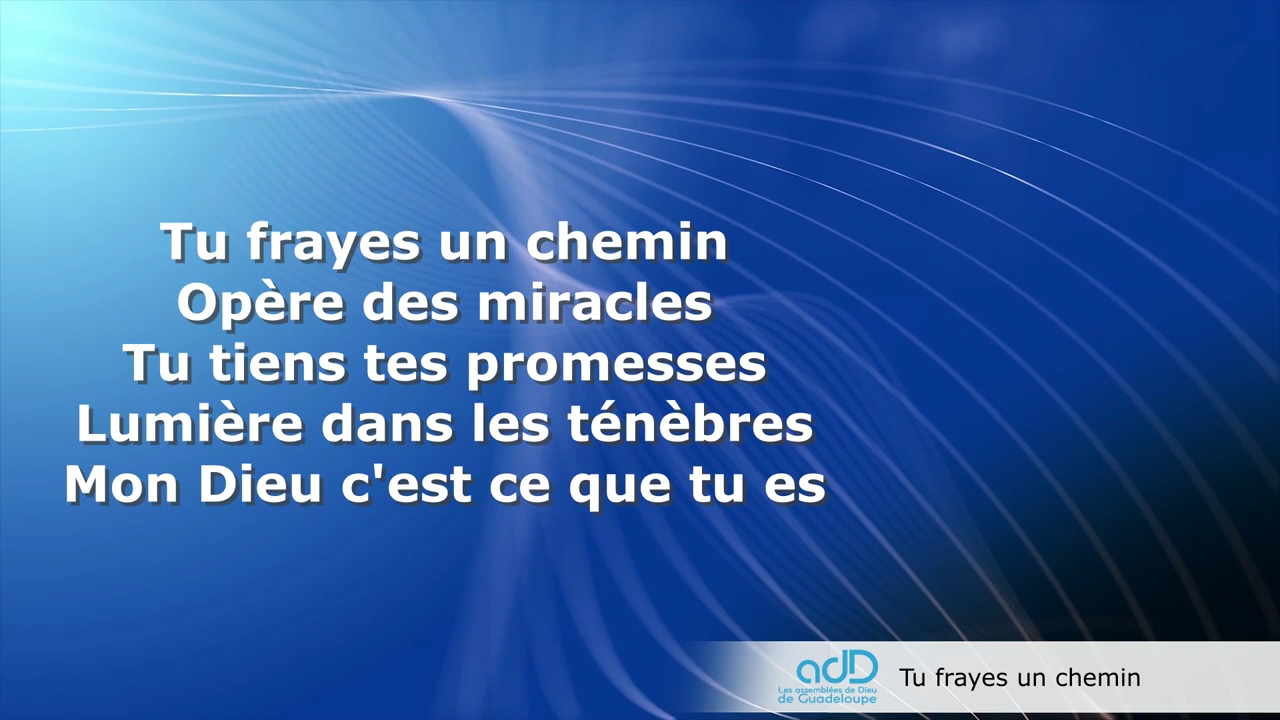 Tu frayes un chemin
Opère des miracles
Tu tiens tes promesses
Lumière dans les ténèbres
Mon Dieu c'est ce que tu es
adD
Les assemblées de Dieu
de Guadeloupe
Tu frayes un chemin